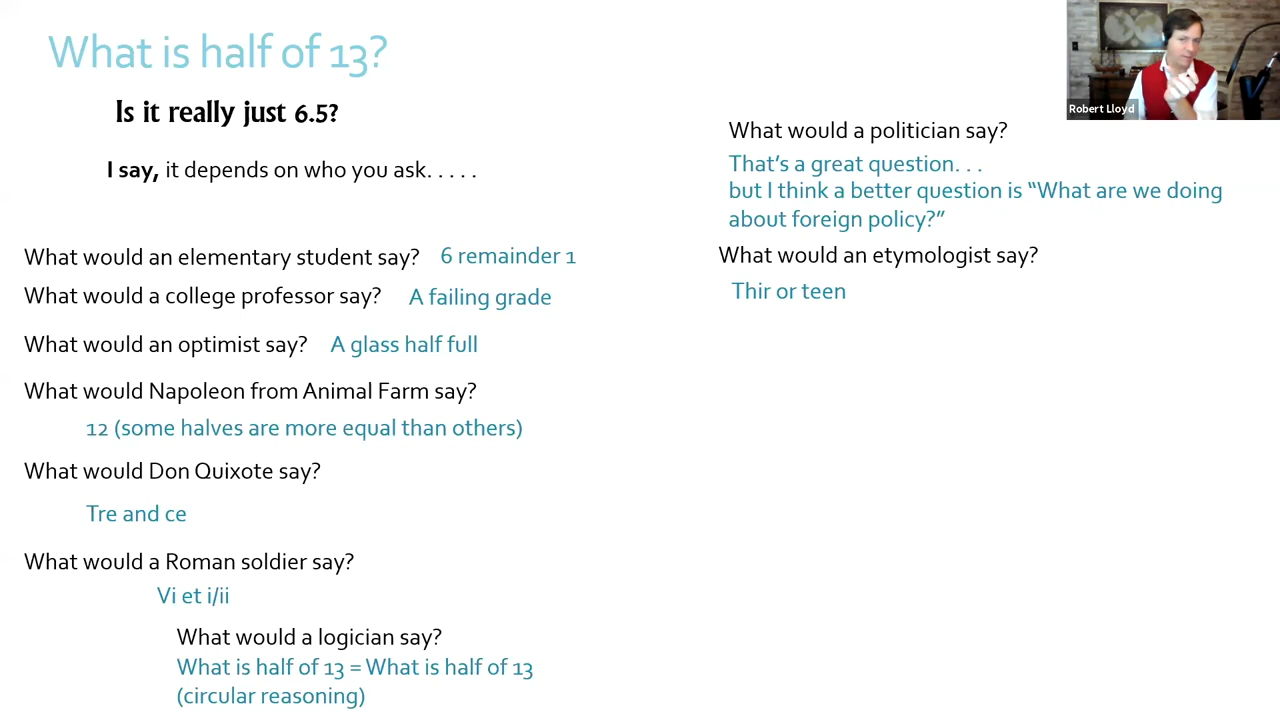 What is half of 13?
Is it really just 6.5?
I say, it depends on who you ask. . . . .
What would an elementary student say? 6 remainder 1
What would a college professor say? A failing grade
What would an optimist say? A glass half full
What would Napoleon from Animal Farm say?
12 (some halves are more equal than others)
What would Don Quixote say?
Tre and ce
What would a Roman soldier say?
Vi et i/ii
What would a logician say?
What is half of 13 = What is half of 13
(circular reasoning)
What would a politician say?
That's a great question. . .
but I think a better question is “What are we doing
about foreign policy?”
What would an etymologist say?
Thir or teen
Robert Lloyd